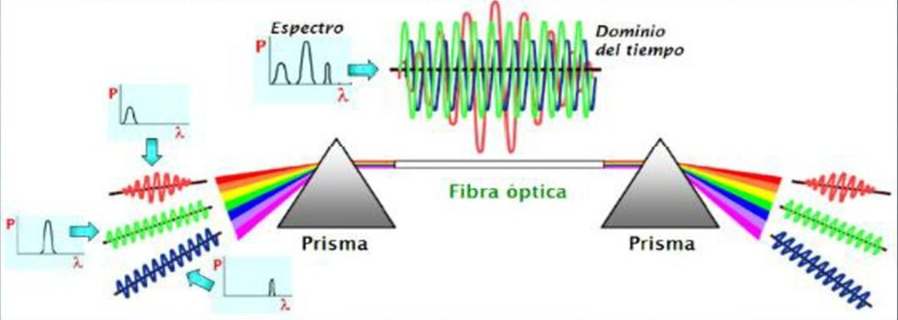 Espectro
P
λ
Dominio
del tiempo
P
λ
Fibra óptica
P
λ
Prisma
Prisma
P
λ